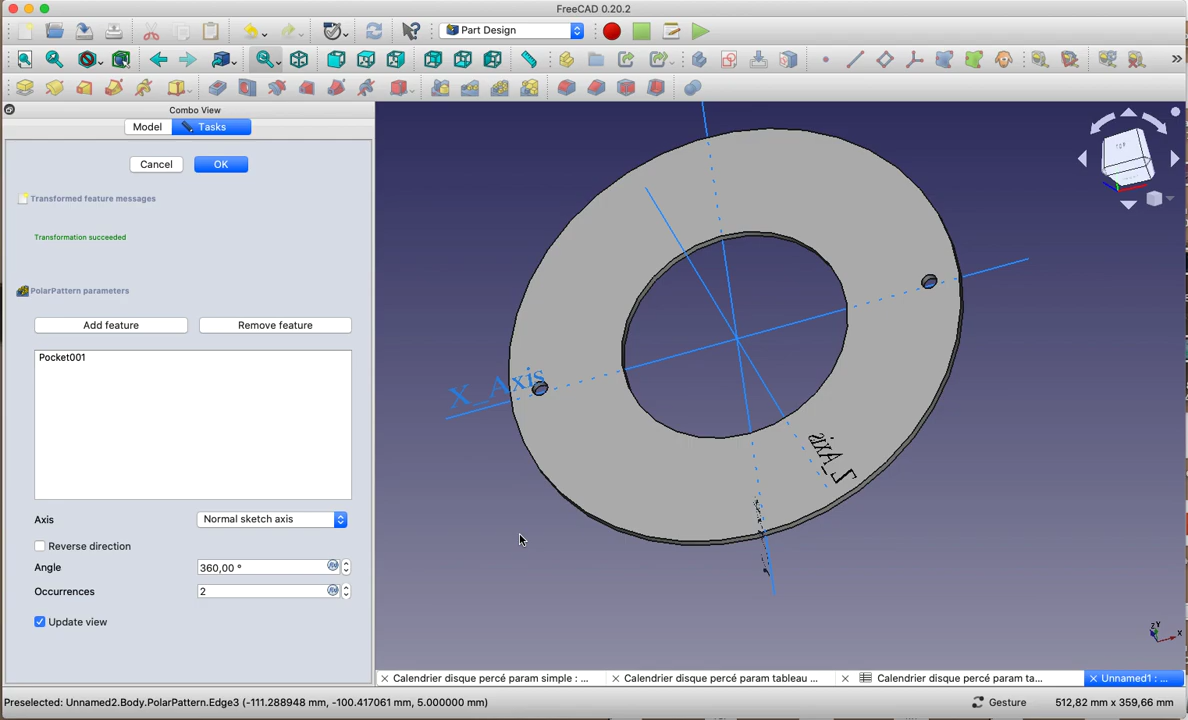 FreeCAD 0.20.2
Part Design
Combo View
Model
Tasks
Cancel
OK
Transformed feature messages
Transformation succeeded
PolarPattern parameters
Add feature
Remove feature
Pocket001
Axis
Normal sketch axis
Reverse direction
Angle
360,00 °
Occurrences
2
Update view
TOP
X_Axis
Z_Axis
Z
Y
X
Calendrier disque percé param simple : ...
Calendrier disque percé param tableau ...
Calendrier disque percé param ta...
Unnamed1 : ...
Preselected: Unnamed2.Body.PolarPattern.Edge3 (-111.288948 mm, -100.417061 mm, 5.000000 mm)
Gesture
512,82 mm x 359,66 mm